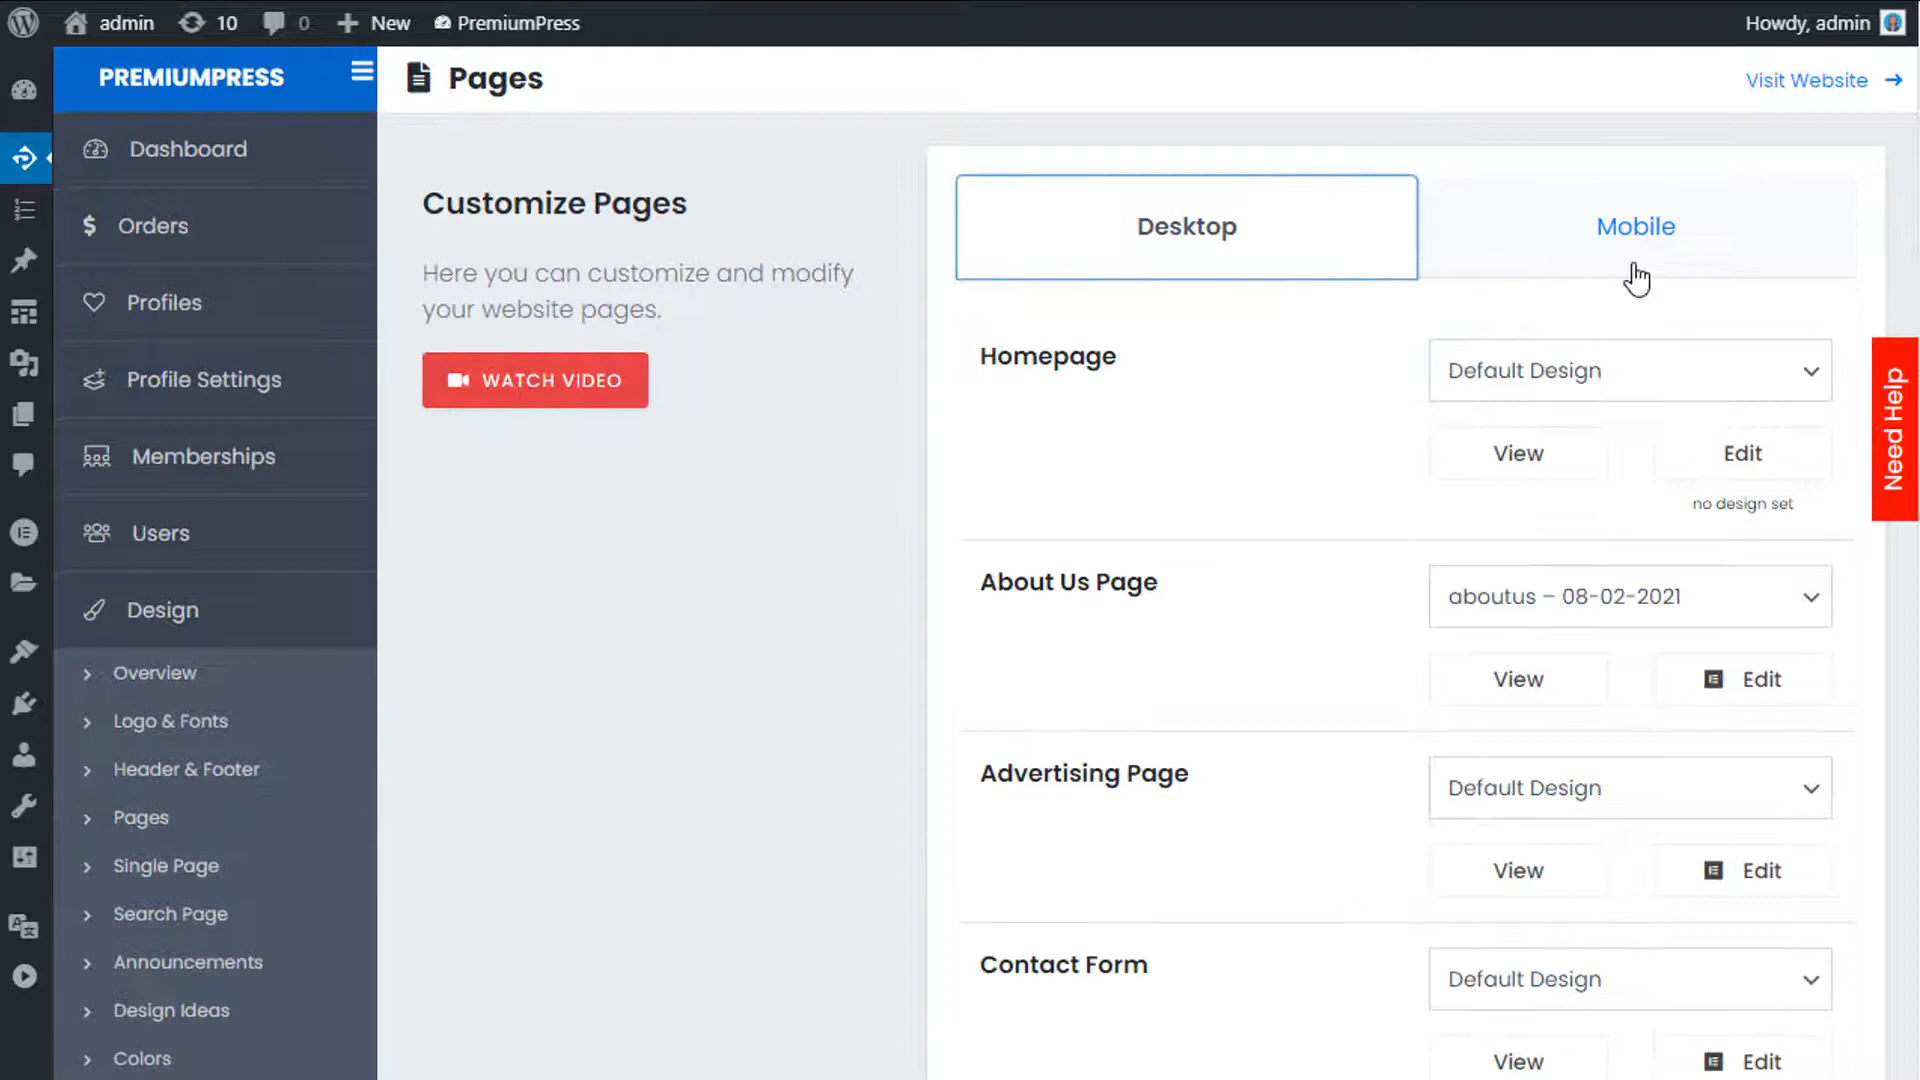 admin
10
0
New
PremiumPress
Howdy, admin
PREMIUMPRESS
Pages
Visit Website
Dashboard
Orders
Profiles
Profile Settings
Memberships
Users
Design
Overview
Logo & Fonts
Header & Footer
Pages
Single Page
Search Page
Announcements
Design Ideas
Colors
Customize Pages
Here you can customize and modify
your website pages.
WATCH VIDEO
Desktop
Mobile
Homepage
Default Design
View
Edit
no design set
About Us Page
aboutus – 08-02-2021
View
Edit
Advertising Page
Default Design
View
Edit
Contact Form
Default Design
View
Edit
Need Help